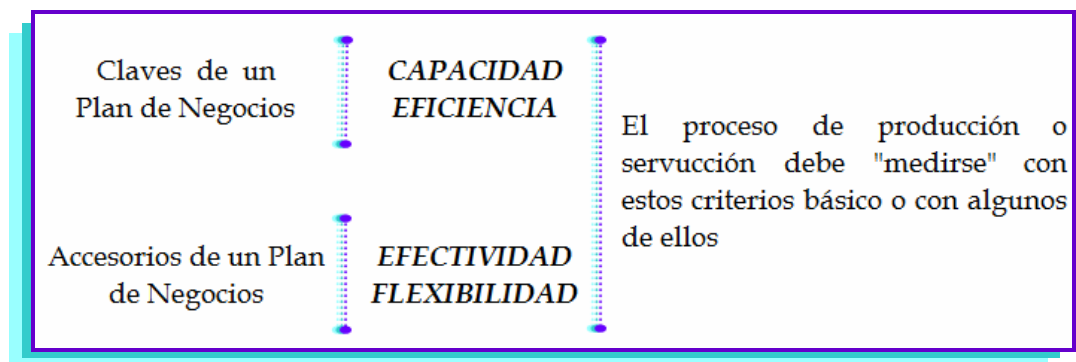 Claves de un
Plan de Negocios
CAPACIDAD
EFICIENCIA
Accesorios de un Plan
de Negocios
EFECTIVIDAD
FLEXIBILIDAD
El proceso de producción o
servucción debe "medirse" con
estos criterios básico o con algunos
de ellos